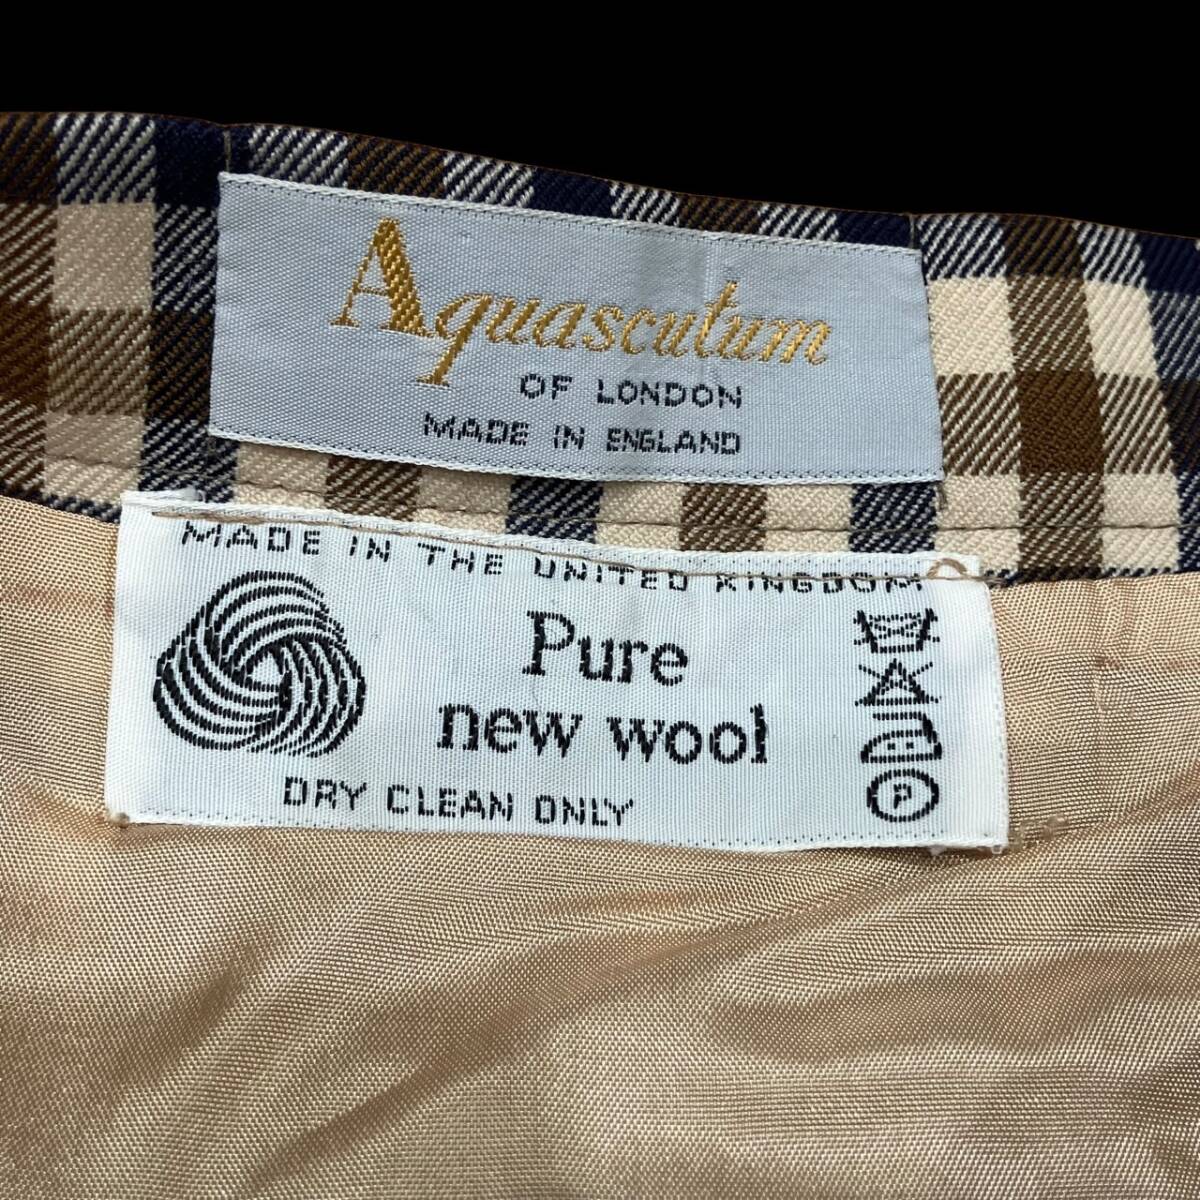 Aquascutum
OF LONDON
MADE IN ENGLAND
MADE IN THE UNITED KINGDOM
Pure
new wool
DRY CLEAN ONLY
P